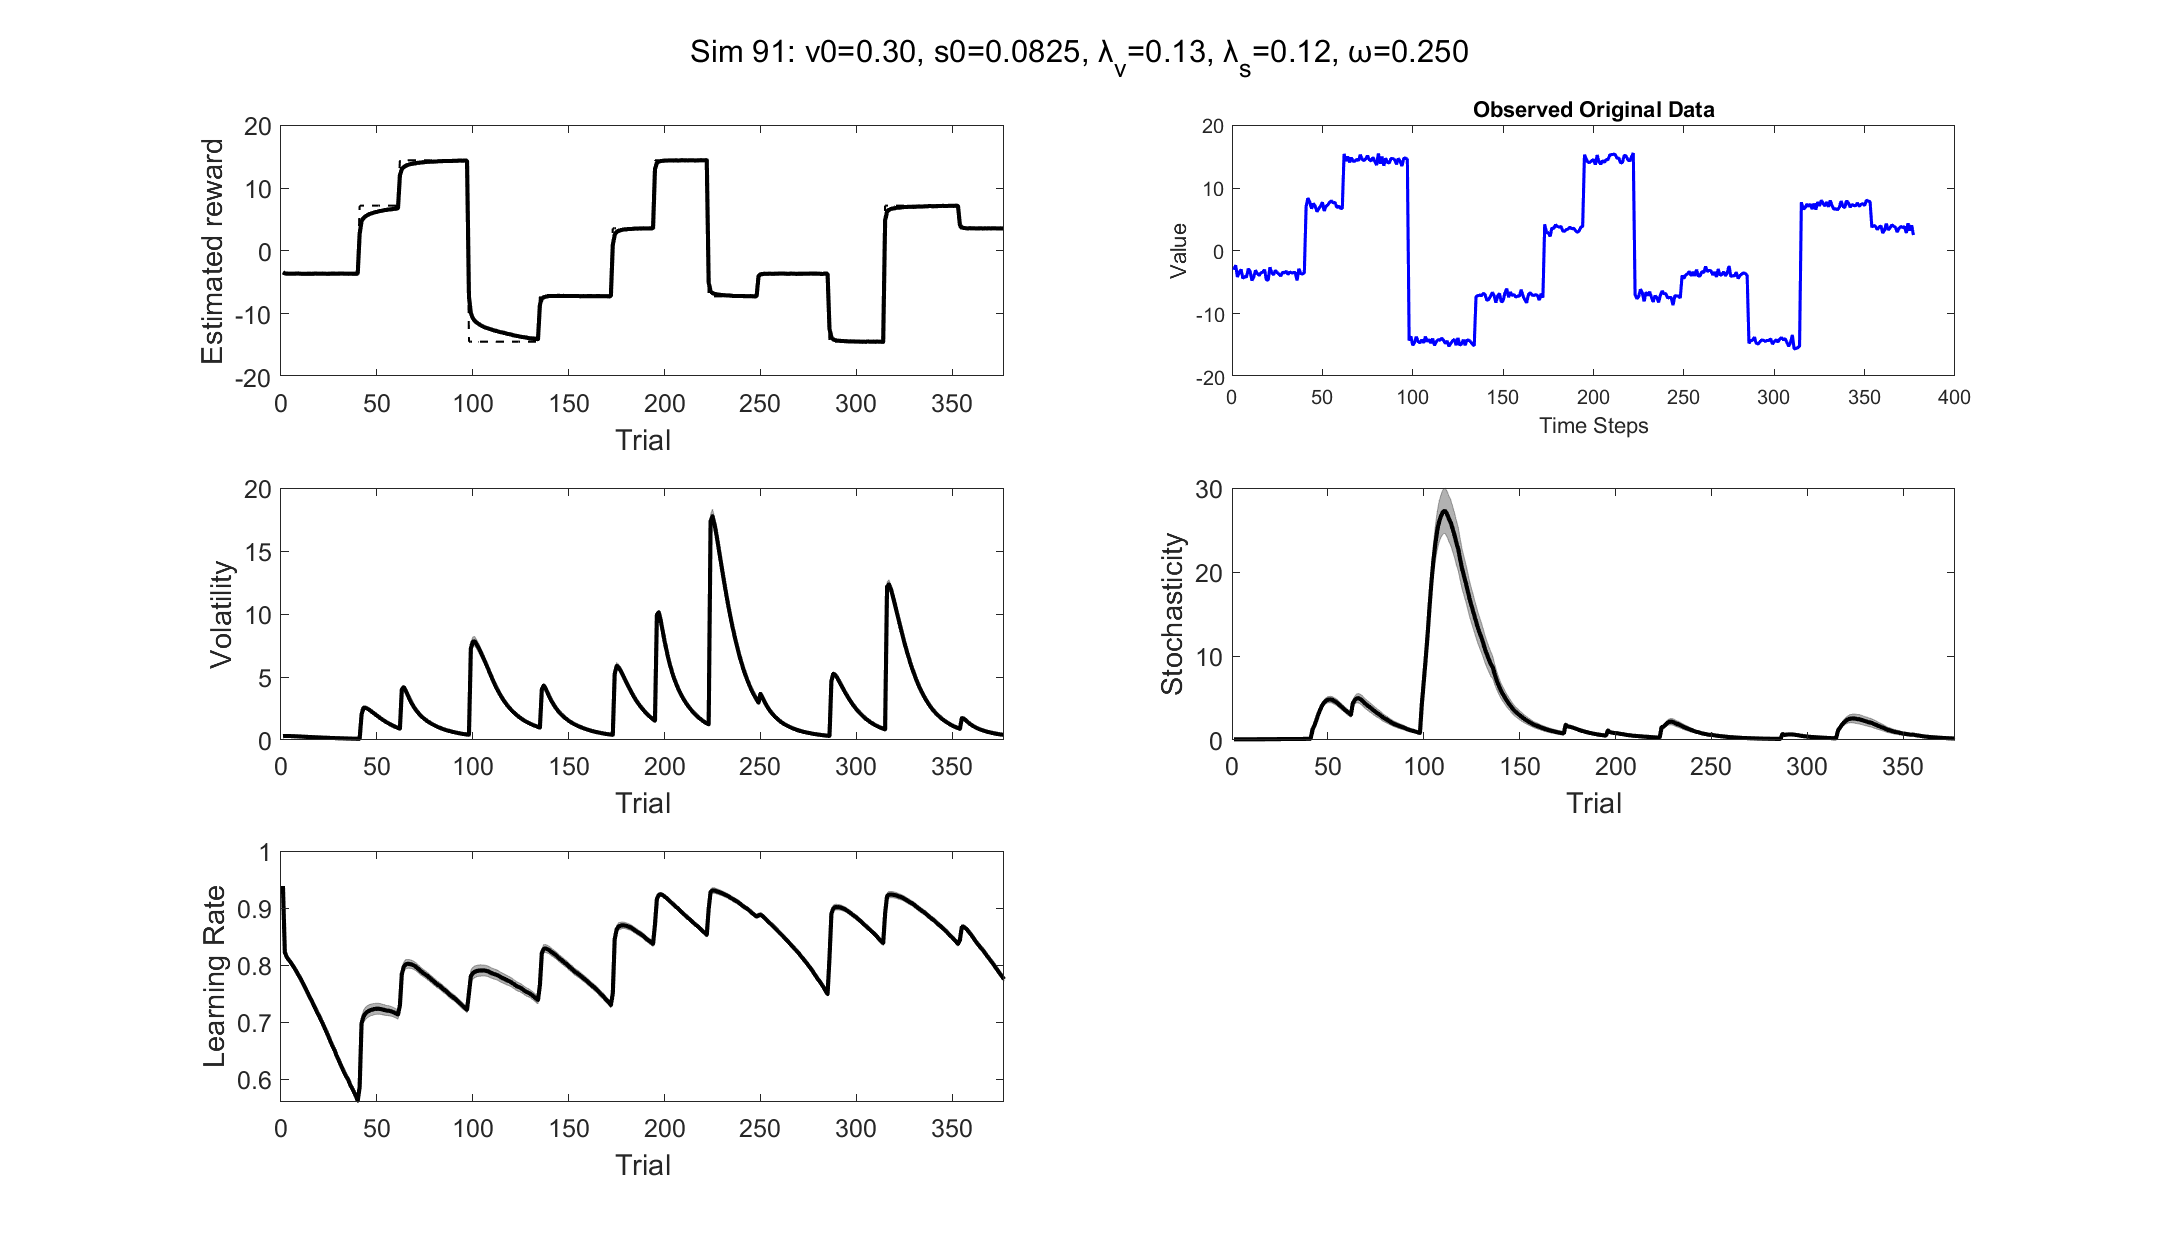 Sim 91: v0=0.30, s0=0.0825, λv=0.13, λs=0.12, ω=0.250
20
10
0
-10
-20
Estimated reward
0 50 100 150 200 250 300 350
Trial
Observed Original Data
20
10
0
-10
-20
Value
0 50 100 150 200 250 300 350 400
Time Steps
20
15
10
5
0
Volatility
0 50 100 150 200 250 300 350
Trial
30
20
10
0
Stochasticity
0 50 100 150 200 250 300 350
Trial
1
0.9
0.8
0.7
0.6
Learning Rate
0 50 100 150 200 250 300 350
Trial